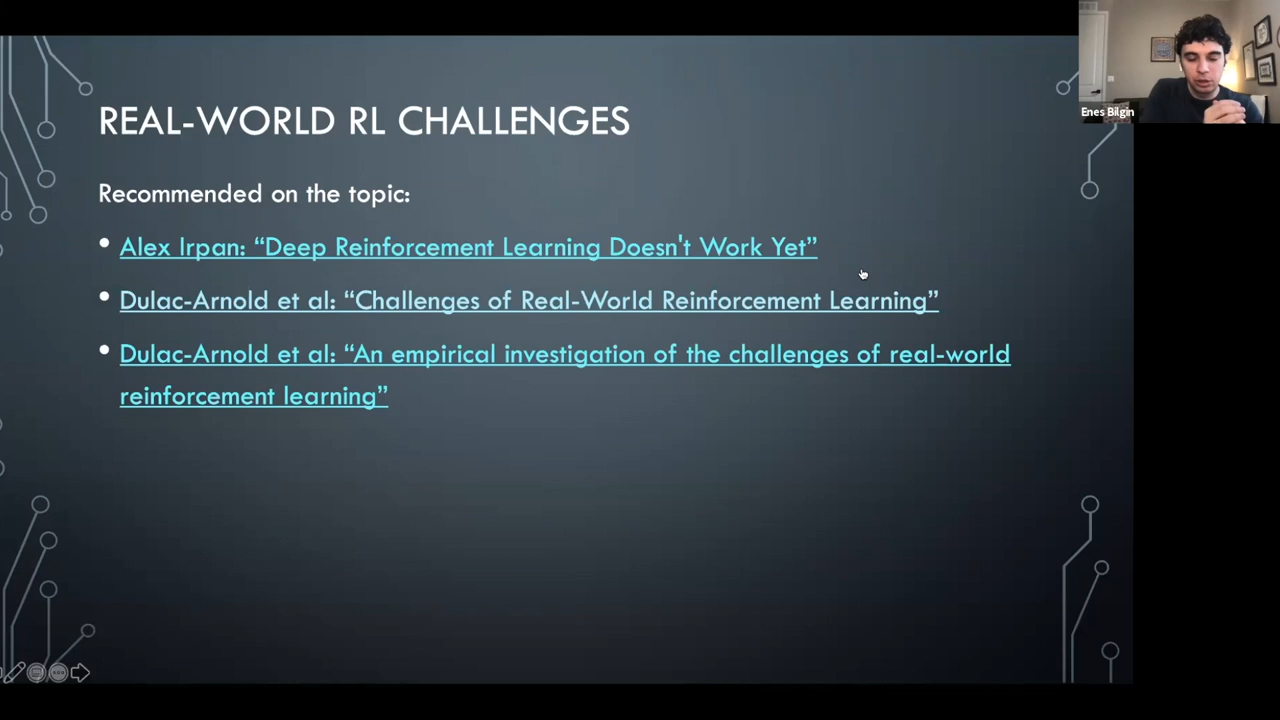 REAL-WORLD RL CHALLENGES
Recommended on the topic:
• Alex Irpan: “Deep Reinforcement Learning Doesn't Work Yet”
• Dulac-Arnold et al: “Challenges of Real-World Reinforcement Learning”
• Dulac-Arnold et al: “An empirical investigation of the challenges of real-world
reinforcement learning”
Enes Bilgin